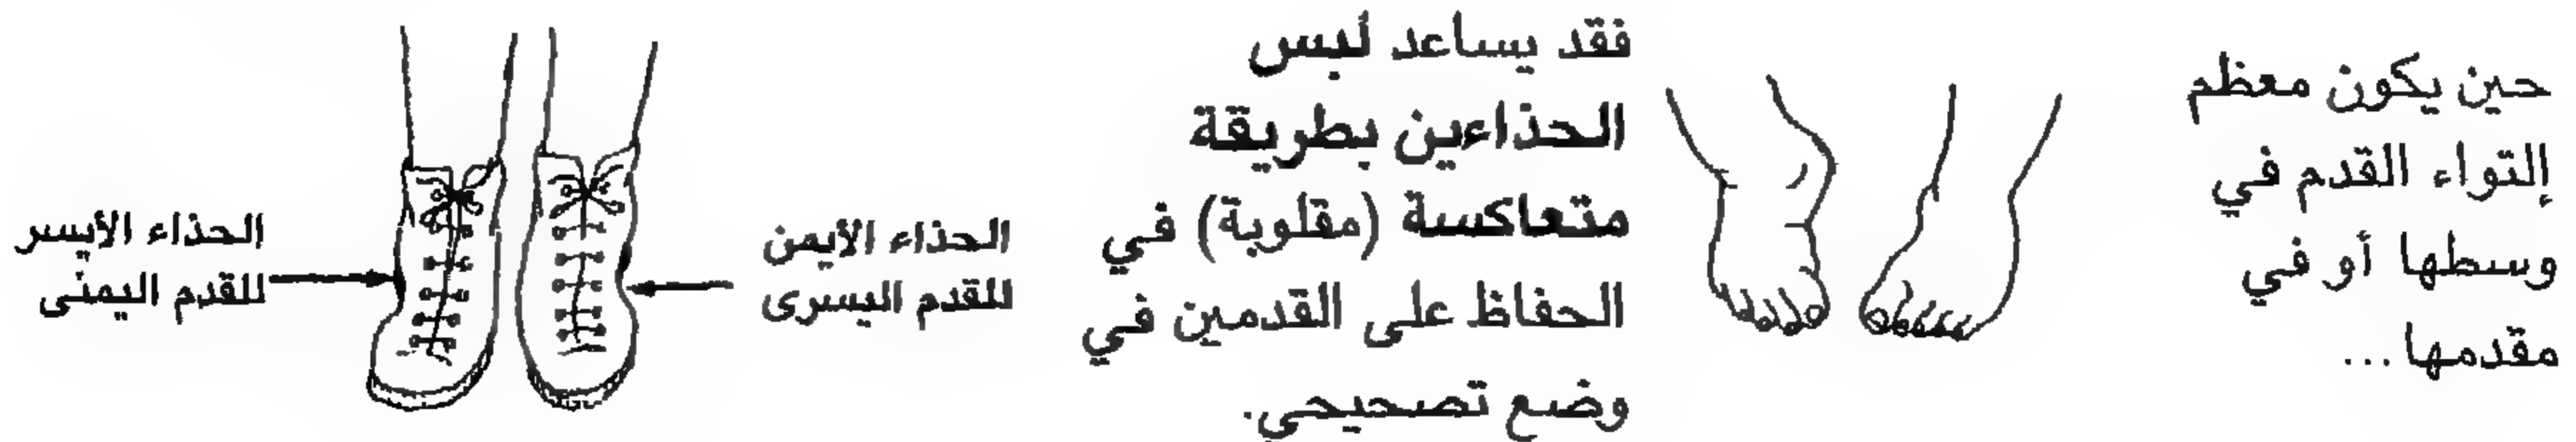 حين يكون معظم
إلتواء القدم في
وسطها أو في
مقدمها...
فقد يساعد لبس
الحذاءين بطريقة
متعاكسة (مقلوبة) في
الحفاظ على القدمين في
وضع تصحيحي.
الحذاء الأيمن
للقدم اليسرى
الحذاء الأيسر
للقدم اليمنى